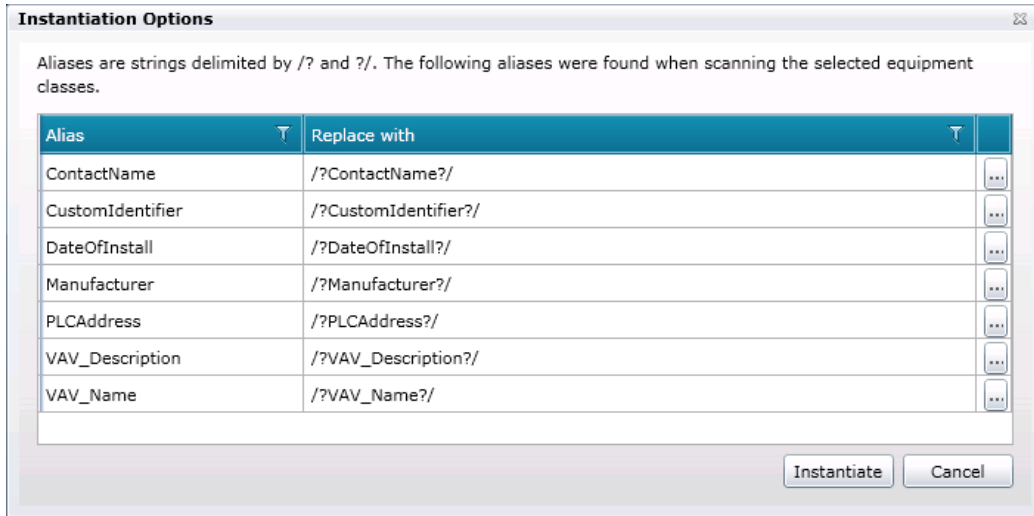 Instantiation Options
Aliases are strings delimited by /? and ?/. The following aliases were found when scanning the selected equipment
classes.
Alias Replace with
ContactName /?ContactName?/ ...
CustomIdentifier /?CustomIdentifier?/ ...
DateOfInstall /?DateOfInstall?/ ...
Manufacturer /?Manufacturer?/ ...
PLCAddress /?PLCAddress?/ ...
VAV_Description /?VAV_Description?/ ...
VAV_Name /?VAV_Name?/ ...
Instantiate Cancel